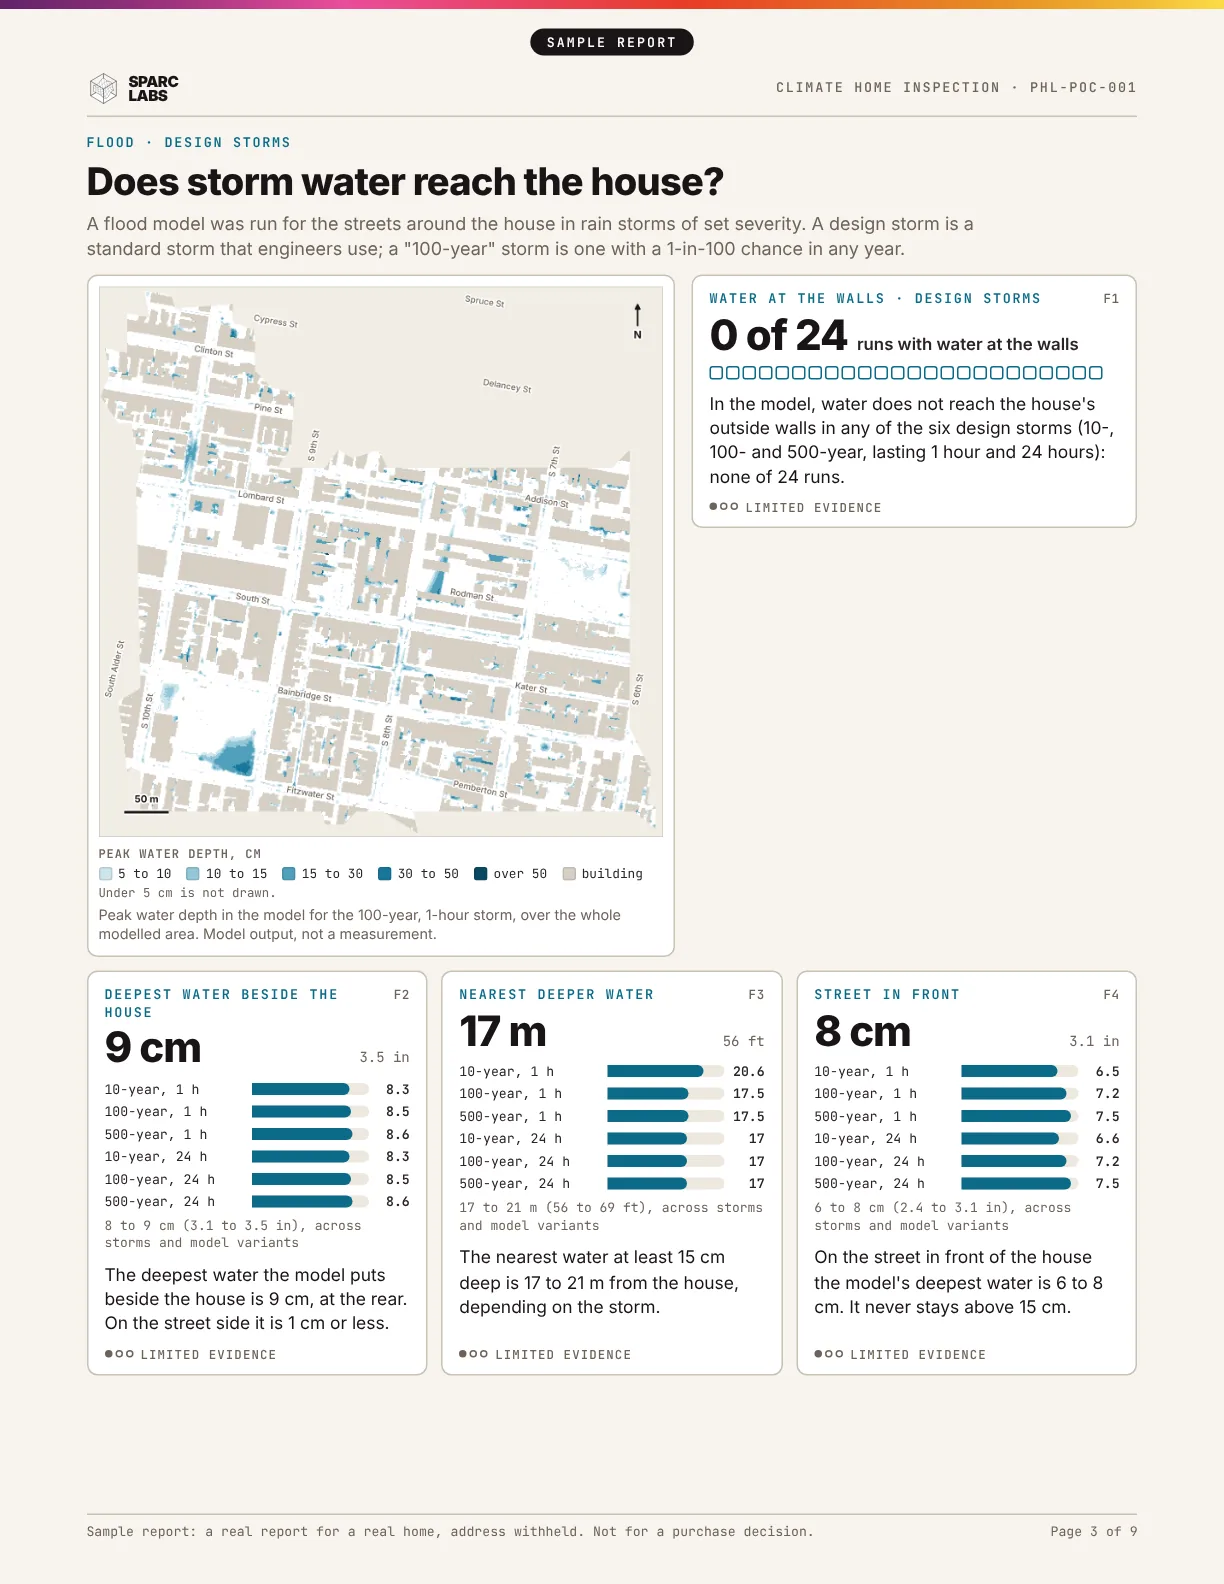 SAMPLE REPORT
SPARC
LABS
CLIMATE HOME INSPECTION · PHL-POC-001
FLOOD · DESIGN STORMS
Does storm water reach the house?
A flood model was run for the streets around the house in rain storms of set severity. A design storm is a
standard storm that engineers use; a "100-year" storm is one with a 1-in-100 chance in any year.
Spruce St
Cypress St
N
Clinton St
Delancey St
Pine St
S 9th St
S 7th St
Lombard St
Addison St
South St
Rodman St
South Alder St
S 10th St
Bainbridge St
Kater St
S 6th St
S 8th St
Fitzwater St
Pemberton St
50 m
PEAK WATER DEPTH, CM
5 to 10 10 to 15 15 to 30 30 to 50 over 50 building
Under 5 cm is not drawn.
Peak water depth in the model for the 100-year, 1-hour storm, over the whole
modelled area. Model output, not a measurement.
WATER AT THE WALLS · DESIGN STORMS F1
0 of 24 runs with water at the walls
In the model, water does not reach the house's
outside walls in any of the six design storms (10-,
100- and 500-year, lasting 1 hour and 24 hours):
none of 24 runs.
LIMITED EVIDENCE
DEEPEST WATER BESIDE THE F2
HOUSE
9 cm 3.5 in
10-year, 1 h 8.3
100-year, 1 h 8.5
500-year, 1 h 8.6
10-year, 24 h 8.3
100-year, 24 h 8.5
500-year, 24 h 8.6
8 to 9 cm (3.1 to 3.5 in), across
storms and model variants
The deepest water the model puts
beside the house is 9 cm, at the rear.
On the street side it is 1 cm or less.
LIMITED EVIDENCE
NEAREST DEEPER WATER F3
17 m 56 ft
10-year, 1 h 20.6
100-year, 1 h 17.5
500-year, 1 h 17.5
10-year, 24 h 17
100-year, 24 h 17
500-year, 24 h 17
17 to 21 m (56 to 69 ft), across storms
and model variants
The nearest water at least 15 cm
deep is 17 to 21 m from the house,
depending on the storm.
LIMITED EVIDENCE
STREET IN FRONT F4
8 cm 3.1 in
10-year, 1 h 6.5
100-year, 1 h 7.2
500-year, 1 h 7.5
10-year, 24 h 6.6
100-year, 24 h 7.2
500-year, 24 h 7.5
6 to 8 cm (2.4 to 3.1 in), across
storms and model variants
On the street in front of the house
the model's deepest water is 6 to 8
cm. It never stays above 15 cm.
LIMITED EVIDENCE
Sample report: a real report for a real home, address withheld. Not for a purchase decision.
Page 3 of 9